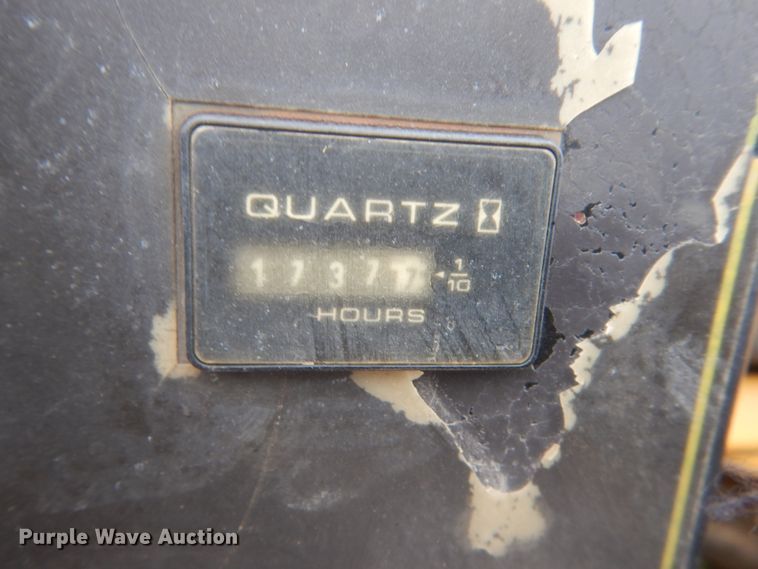 QUARTZ
1 7 3 7
1/10
HOURS
Purple Wave Auction